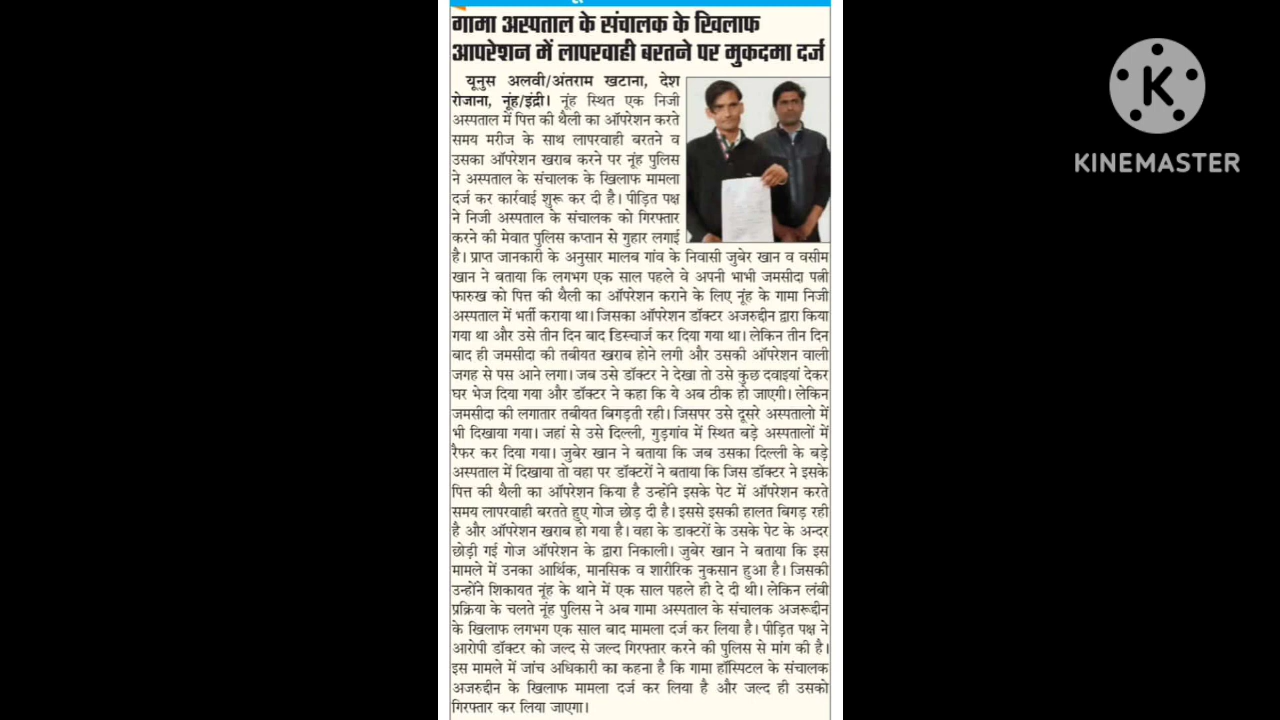 गामा अस्पताल के संचालक के खिलाफ
आपरेशन में लापरवाही बरतने पर मुकदमा दर्ज
यूनुस अलवी/अंतराम खटाना, देश
रोजाना, नूंह/इंद्री। नूंह स्थित एक निजी
अस्पताल में पित्त की थैली का ऑपरेशन करते
समय मरीज के साथ लापरवाही बरतने व
उसका ऑपरेशन खराब करने पर नूंह पुलिस
ने अस्पताल के संचालक के खिलाफ मामला
दर्ज कर कार्रवाई शुरू कर दी है। पीड़ित पक्ष
ने निजी अस्पताल के संचालक को गिरफ्तार
करने की मेवात पुलिस कप्तान से गुहार लगाई
है। प्राप्त जानकारी के अनुसार मालब गांव के निवासी जुबेर खान व वसीम
खान ने बताया कि लगभग एक साल पहले वे अपनी भाभी जमसीदा पत्नी
फारुख को पित्त की थैली का ऑपरेशन कराने के लिए नूंह के गामा निजी
अस्पताल में भर्ती कराया था। जिसका ऑपरेशन डॉक्टर अजरुद्दीन द्वारा किया
गया था और उसे तीन दिन बाद डिस्चार्ज कर दिया गया था। लेकिन तीन दिन
बाद ही जमसीदा की तबीयत खराब होने लगी और उसकी ऑपरेशन वाली
जगह से पस आने लगा। जब उसे डॉक्टर ने देखा तो उसे कुछ दवाइयां देकर
घर भेज दिया गया और डॉक्टर ने कहा कि ये अब ठीक हो जाएगी। लेकिन
जमसीदा की लगातार तबीयत बिगड़ती रही। जिसपर उसे दूसरे अस्पतालो में
भी दिखाया गया। जहां से उसे दिल्ली, गुड़गांव में स्थित बड़े अस्पतालों में
रैफर कर दिया गया। जुबेर खान ने बताया कि जब उसका दिल्ली के बड़े
अस्पताल में दिखाया तो वहा पर डॉक्टरों ने बताया कि जिस डॉक्टर ने इसके
पित्त की थैली का ऑपरेशन किया है उन्होंने इसके पेट में ऑपरेशन करते
समय लापरवाही बरतते हुए गोज छोड़ दी है। इससे इसकी हालत बिगड़ रही
है और ऑपरेशन खराब हो गया है। वहा के डाक्टरों के उसके पेट के अन्दर
छोड़ी गई गोज ऑपरेशन के द्वारा निकाली। जुबेर खान ने बताया कि इस
मामले में उनका आर्थिक, मानसिक व शारीरिक नुकसान हुआ है। जिसकी
उन्होंने शिकायत नूंह के थाने में एक साल पहले ही दे दी थी। लेकिन लंबी
प्रक्रिया के चलते नूंह पुलिस ने अब गामा अस्पताल के संचालक अजरूद्दीन
के खिलाफ लगभग एक साल बाद मामला दर्ज कर लिया है। पीड़ित पक्ष ने
आरोपी डॉक्टर को जल्द से जल्द गिरफ्तार करने की पुलिस से मांग की है।
इस मामले में जांच अधिकारी का कहना है कि गामा हॉस्पिटल के संचालक
अजरुद्दीन के खिलाफ मामला दर्ज कर लिया है और जल्द ही उसको
गिरफ्तार कर लिया जाएगा।
K
KINEMASTER